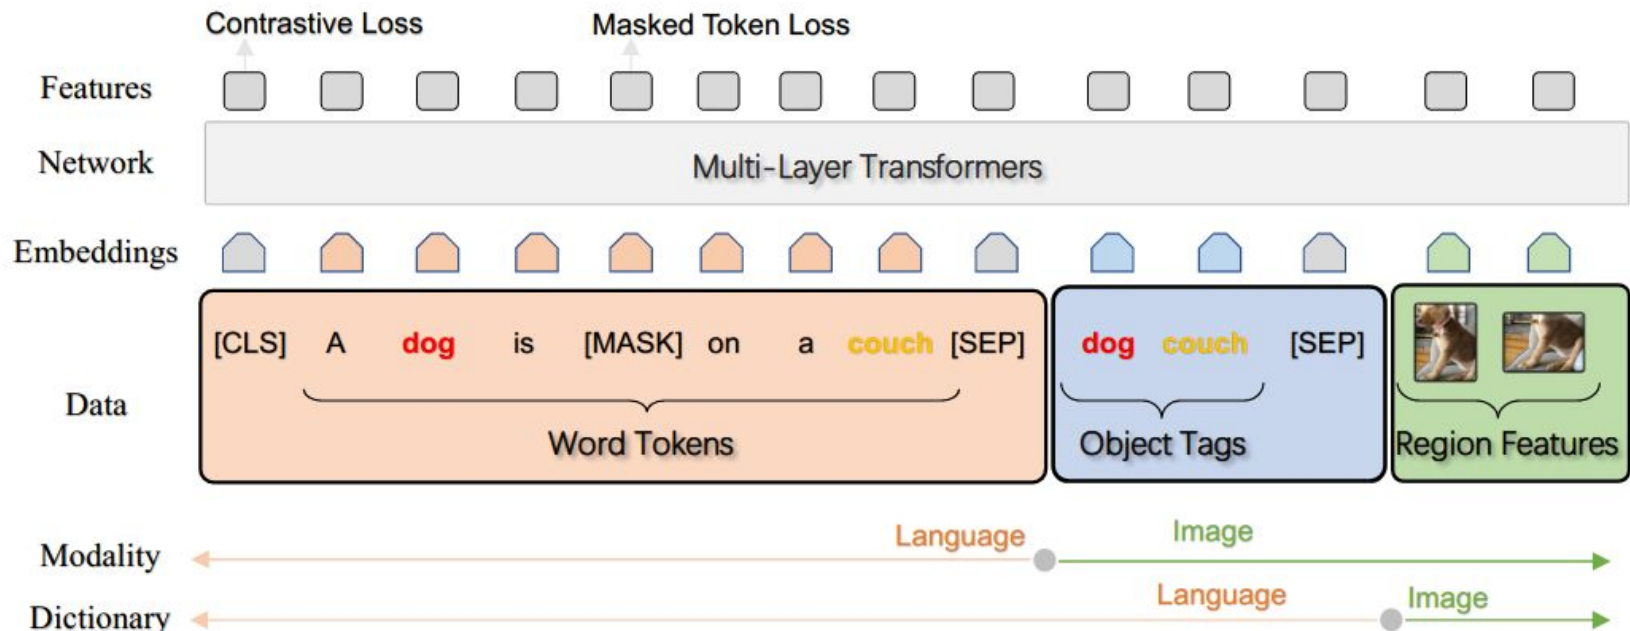 Contrastive Loss Masked Token Loss
Features
Network Multi-Layer Transformers
Embeddings
[CLS] A dog is [MASK] on a couch [SEP] dog couch [SEP]
Data
Word Tokens Object Tags Region Features
Modality Language Image
Dictionary Language Image